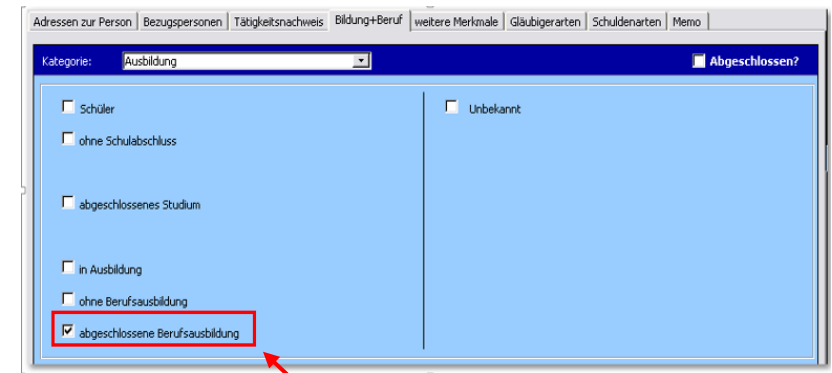 Adressen zur Person Bezugspersonen Tätigkeitsnachweis Bildung+Beruf weitere Merkmale Gläubigerarten Schuldenarten Memo
Kategorie: Ausbildung Abgeschlossen?
Schüler Unbekannt
ohne Schulabschluss
abgeschlossenes Studium
in Ausbildung
ohne Berufsausbildung
abgeschlossene Berufsausbildung